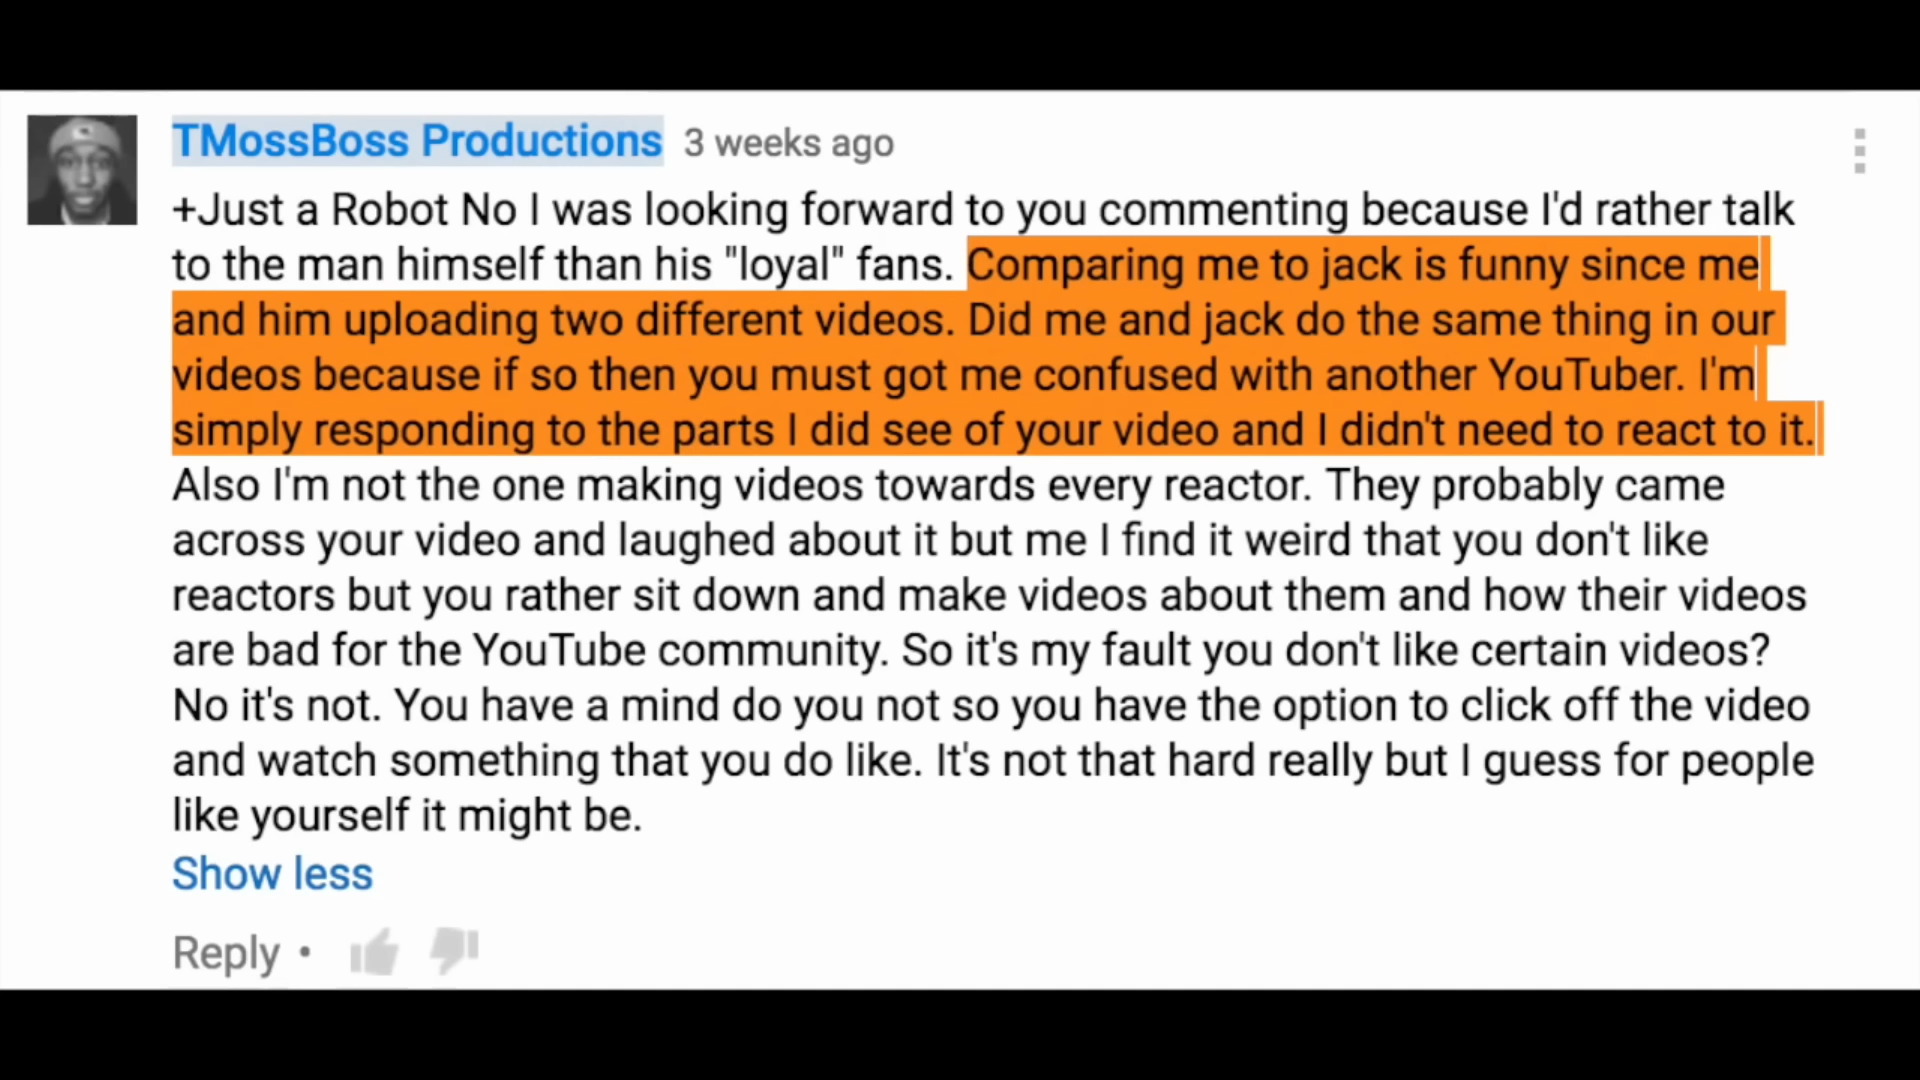 TMossBoss Productions 3 weeks ago
+Just a Robot No I was looking forward to you commenting because I'd rather talk
to the man himself than his "loyal" fans. Comparing me to jack is funny since me
and him uploading two different videos. Did me and jack do the same thing in our
videos because if so then you must got me confused with another YouTuber. I'm
simply responding to the parts I did see of your video and I didn't need to react to it.
Also I'm not the one making videos towards every reactor. They probably came
across your video and laughed about it but me I find it weird that you don't like
reactors but you rather sit down and make videos about them and how their videos
are bad for the YouTube community. So it's my fault you don't like certain videos?
No it's not. You have a mind do you not so you have the option to click off the video
and watch something that you do like. It's not that hard really but I guess for people
like yourself it might be.
Show less
Reply •